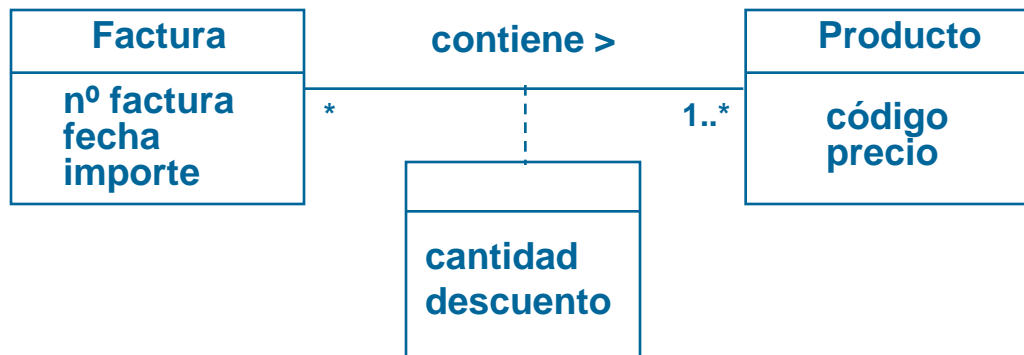 Factura
contiene >
Producto
nº factura
fecha
importe
*
1..*
código
precio
cantidad
descuento